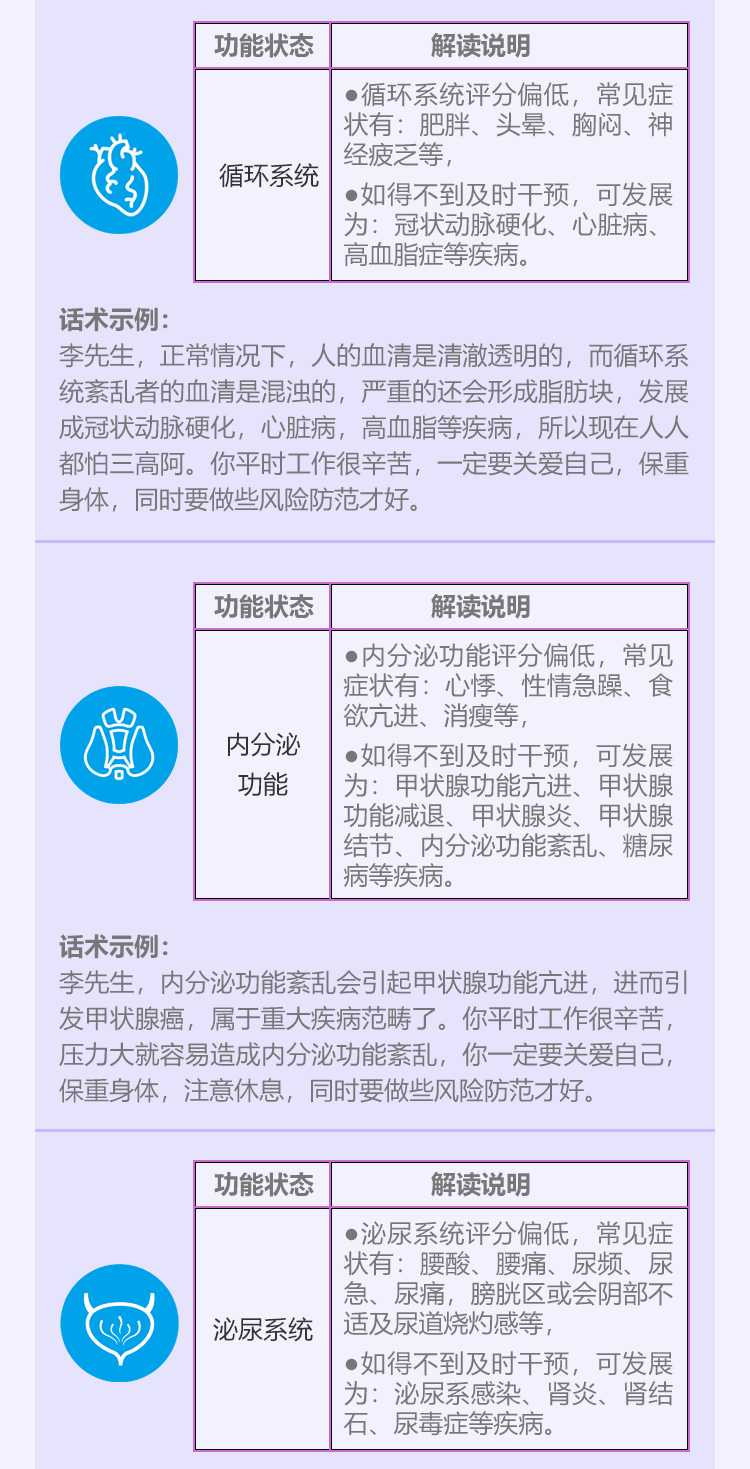 功能状态 解读说明
循环系统
●循环系统评分偏低，常见症
状有：肥胖、头晕、胸闷、神
经疲乏等，
●如得不到及时干预，可发展
为：冠状动脉硬化、心脏病、
高血脂症等疾病。
话术示例：
李先生，正常情况下，人的血清是清澈透明的，而循环系
统紊乱者的血清是混浊的，严重的还会形成脂肪块，发展
成冠状动脉硬化，心脏病，高血脂等疾病，所以现在人人
都怕三高阿。你平时工作很辛苦，一定要关爱自己，保重
身体，同时要做些风险防范才好。
功能状态 解读说明
内分泌
功能
●内分泌功能评分偏低，常见
症状有：心悸、性情急躁、食
欲亢进、消瘦等，
●如得不到及时干预，可发展
为：甲状腺功能亢进、甲状腺
功能减退、甲状腺炎、甲状腺
结节、内分泌功能紊乱、糖尿
病等疾病。
话术示例：
李先生，内分泌功能紊乱会引起甲状腺功能亢进，进而引
发甲状腺癌，属于重大疾病范畴了。你平时工作很辛苦，
压力大就容易造成内分泌功能紊乱，你一定要关爱自己，
保重身体，注意休息，同时要做些风险防范才好。
功能状态 解读说明
泌尿系统
●泌尿系统评分偏低，常见症
状有：腰酸、腰痛、尿频、尿
急、尿痛，膀胱区或会阴部不
适及尿道烧灼感等，
●如得不到及时干预，可发展
为：泌尿系感染、肾炎、肾结
石、尿毒症等疾病。